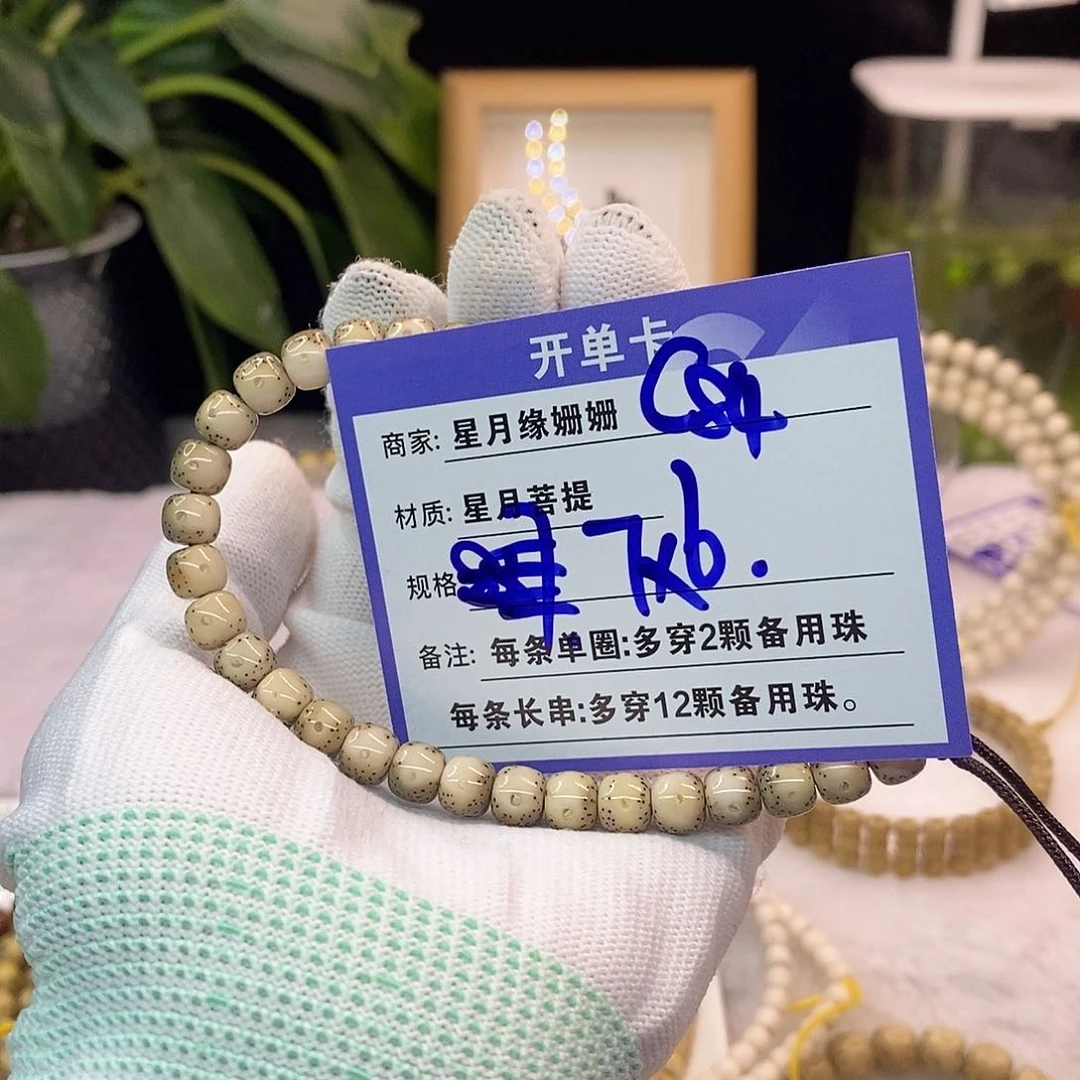 开单卡
商家: 星月缘姗姗
材质: 星月菩提
规格 7x6.
备注: 每条单圈:多穿2颗备用珠
每条长串:多穿12颗备用珠。